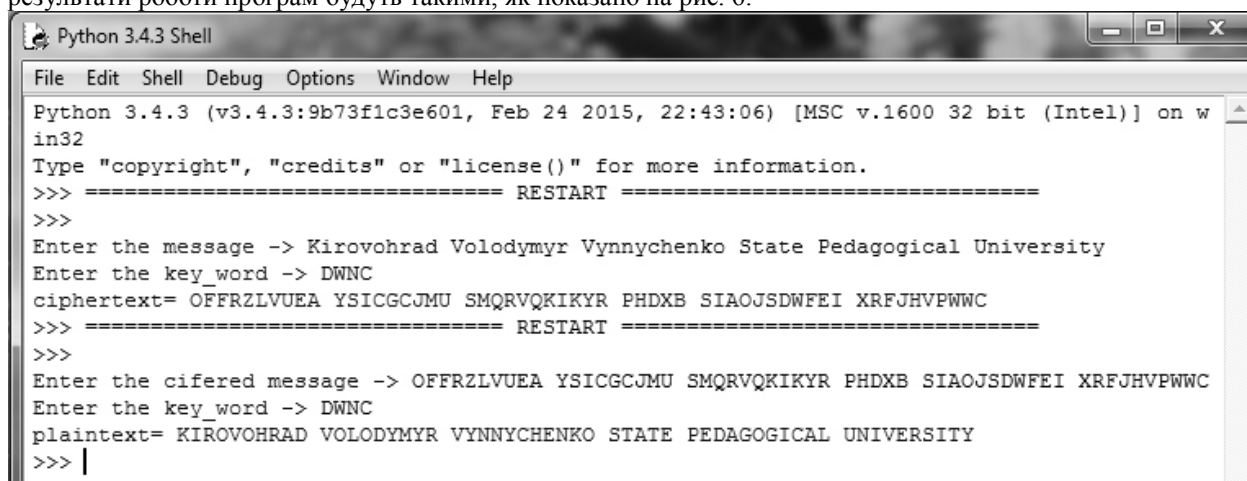 результати роботи програм будуть такими, як показано на рис. 6.
Python 3.4.3 Shell
File Edit Shell Debug Options Window Help
Python 3.4.3 (v3.4.3:9b73f1c3e601, Feb 24 2015, 22:43:06) [MSC v.1600 32 bit (Intel)] on w
in32
Type "copyright", "credits" or "license()" for more information.
>>> ================================ RESTART ================================
>>>
Enter the message -> Kirovohrad Volodymyr Vynnychenko State Pedagogical University
Enter the key_word -> DWNC
ciphertext= OFFRZLVUEA YSICGCJMU SMQRVQKIKYR PHDXB SIAOJSDWFEI XRFJHVPWWC
>>> ================================ RESTART ================================
>>>
Enter the cifered message -> OFFRZLVUEA YSICGCJMU SMQRVQKIKYR PHDXB SIAOJSDWFEI XRFJHVPWWC
Enter the key_word -> DWNC
plaintext= KIROVOHRAD VOLODYMYR VYNNYCHENKO STATE PEDAGOGICAL UNIVERSITY
>>>